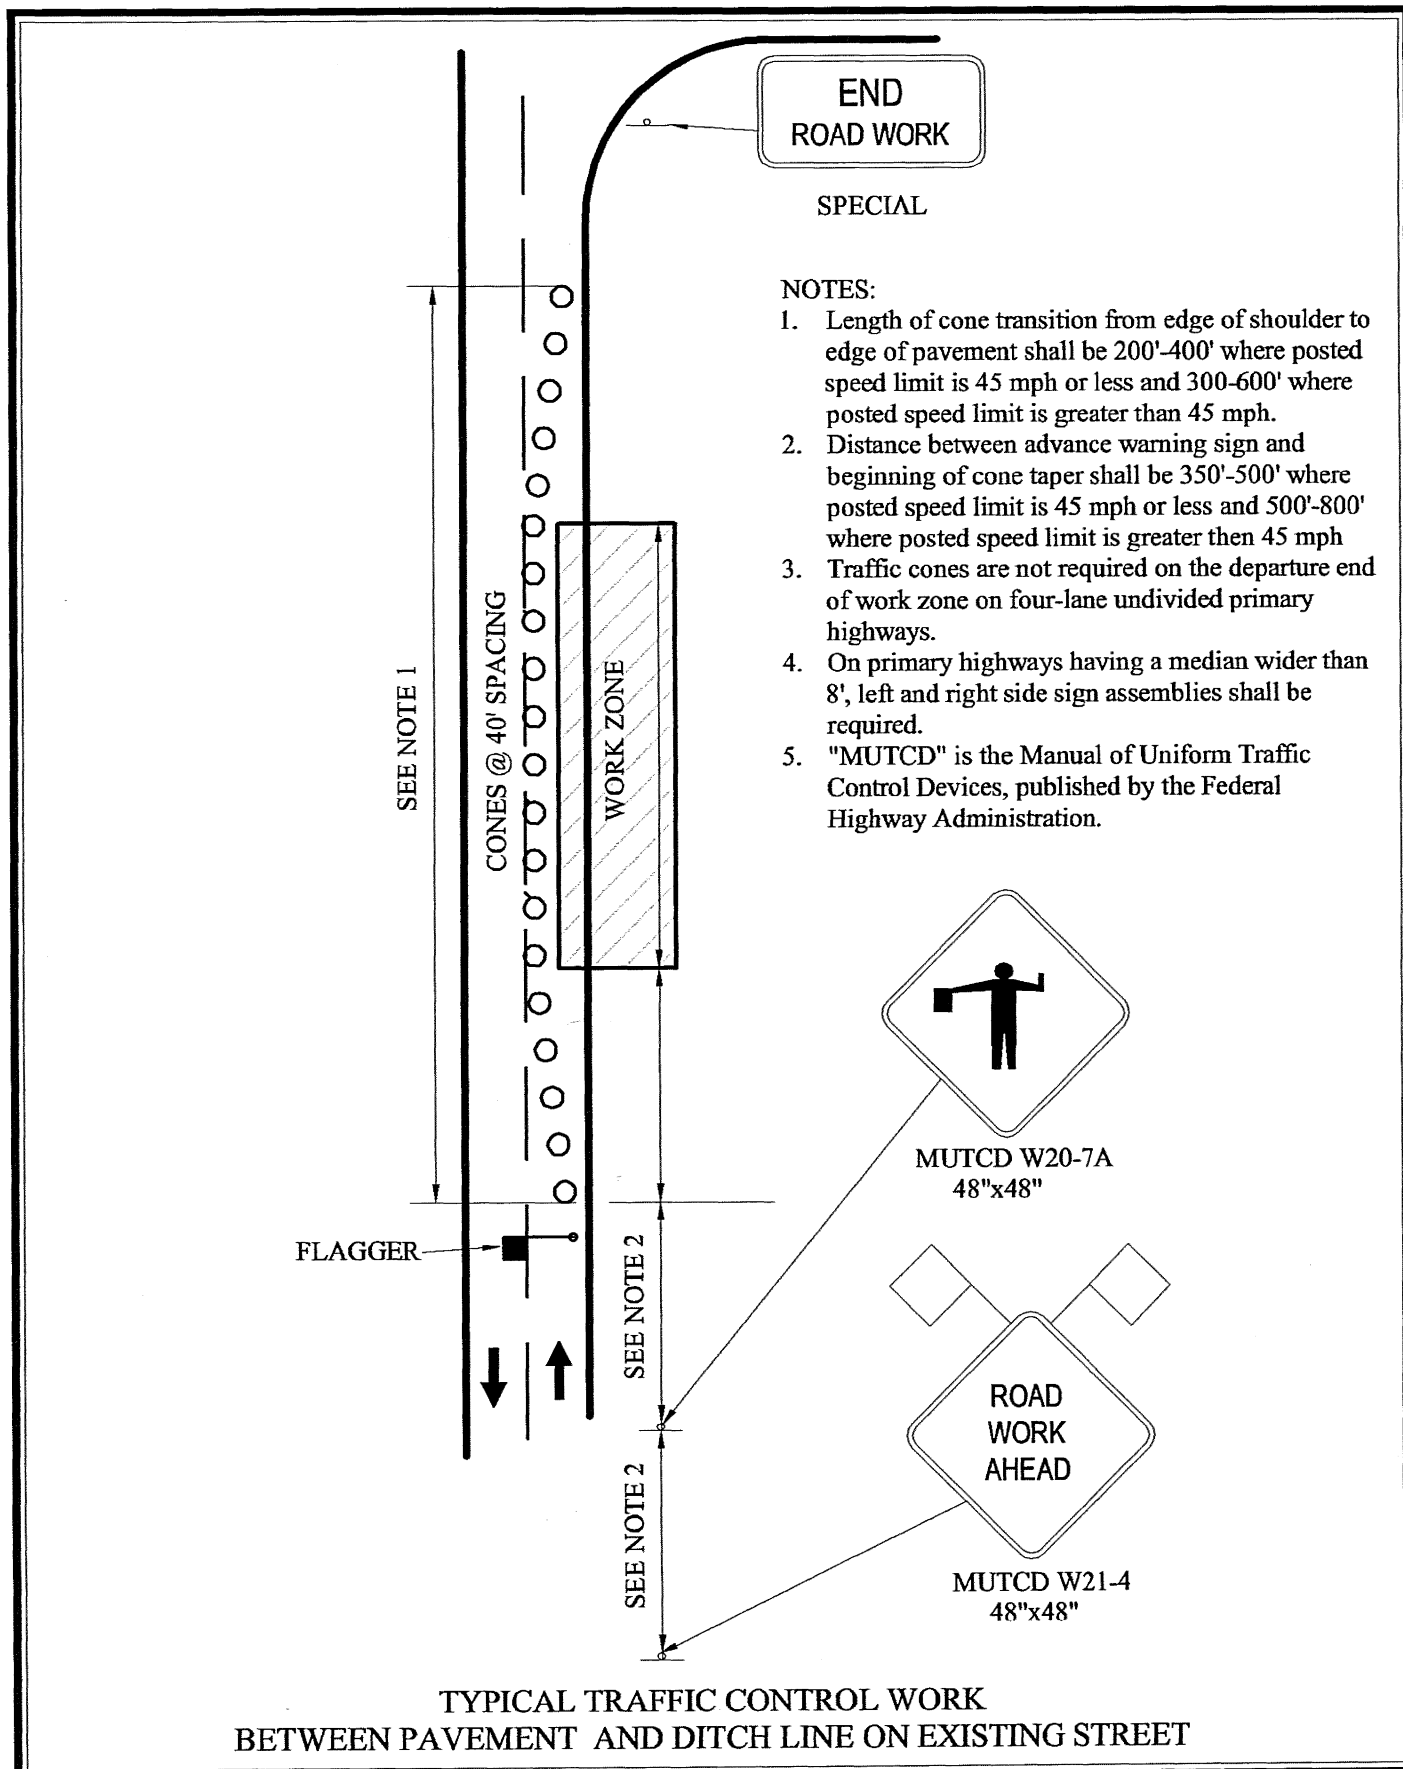 END
ROAD WORK
SPECIAL
NOTES:
1. Length of cone transition from edge of shoulder to
edge of pavement shall be 200'-400' where posted
speed limit is 45 mph or less and 300-600' where
posted speed limit is greater than 45 mph.
2. Distance between advance warning sign and
beginning of cone taper shall be 350'-500' where
posted speed limit is 45 mph or less and 500'-800'
where posted speed limit is greater then 45 mph
3. Traffic cones are not required on the departure end
of work zone on four-lane undivided primary
highways.
4. On primary highways having a median wider than
8', left and right side sign assemblies shall be
required.
5. "MUTCD" is the Manual of Uniform Traffic
Control Devices, published by the Federal
Highway Administration.
SEE NOTE 1
CONES @ 40' SPACING
WORK ZONE
MUTCD W20-7A
48"x48"
FLAGGER
SEE NOTE 2
ROAD
WORK
AHEAD
SEE NOTE 2
MUTCD W21-4
48"x48"
TYPICAL TRAFFIC CONTROL WORK
BETWEEN PAVEMENT AND DITCH LINE ON EXISTING STREET